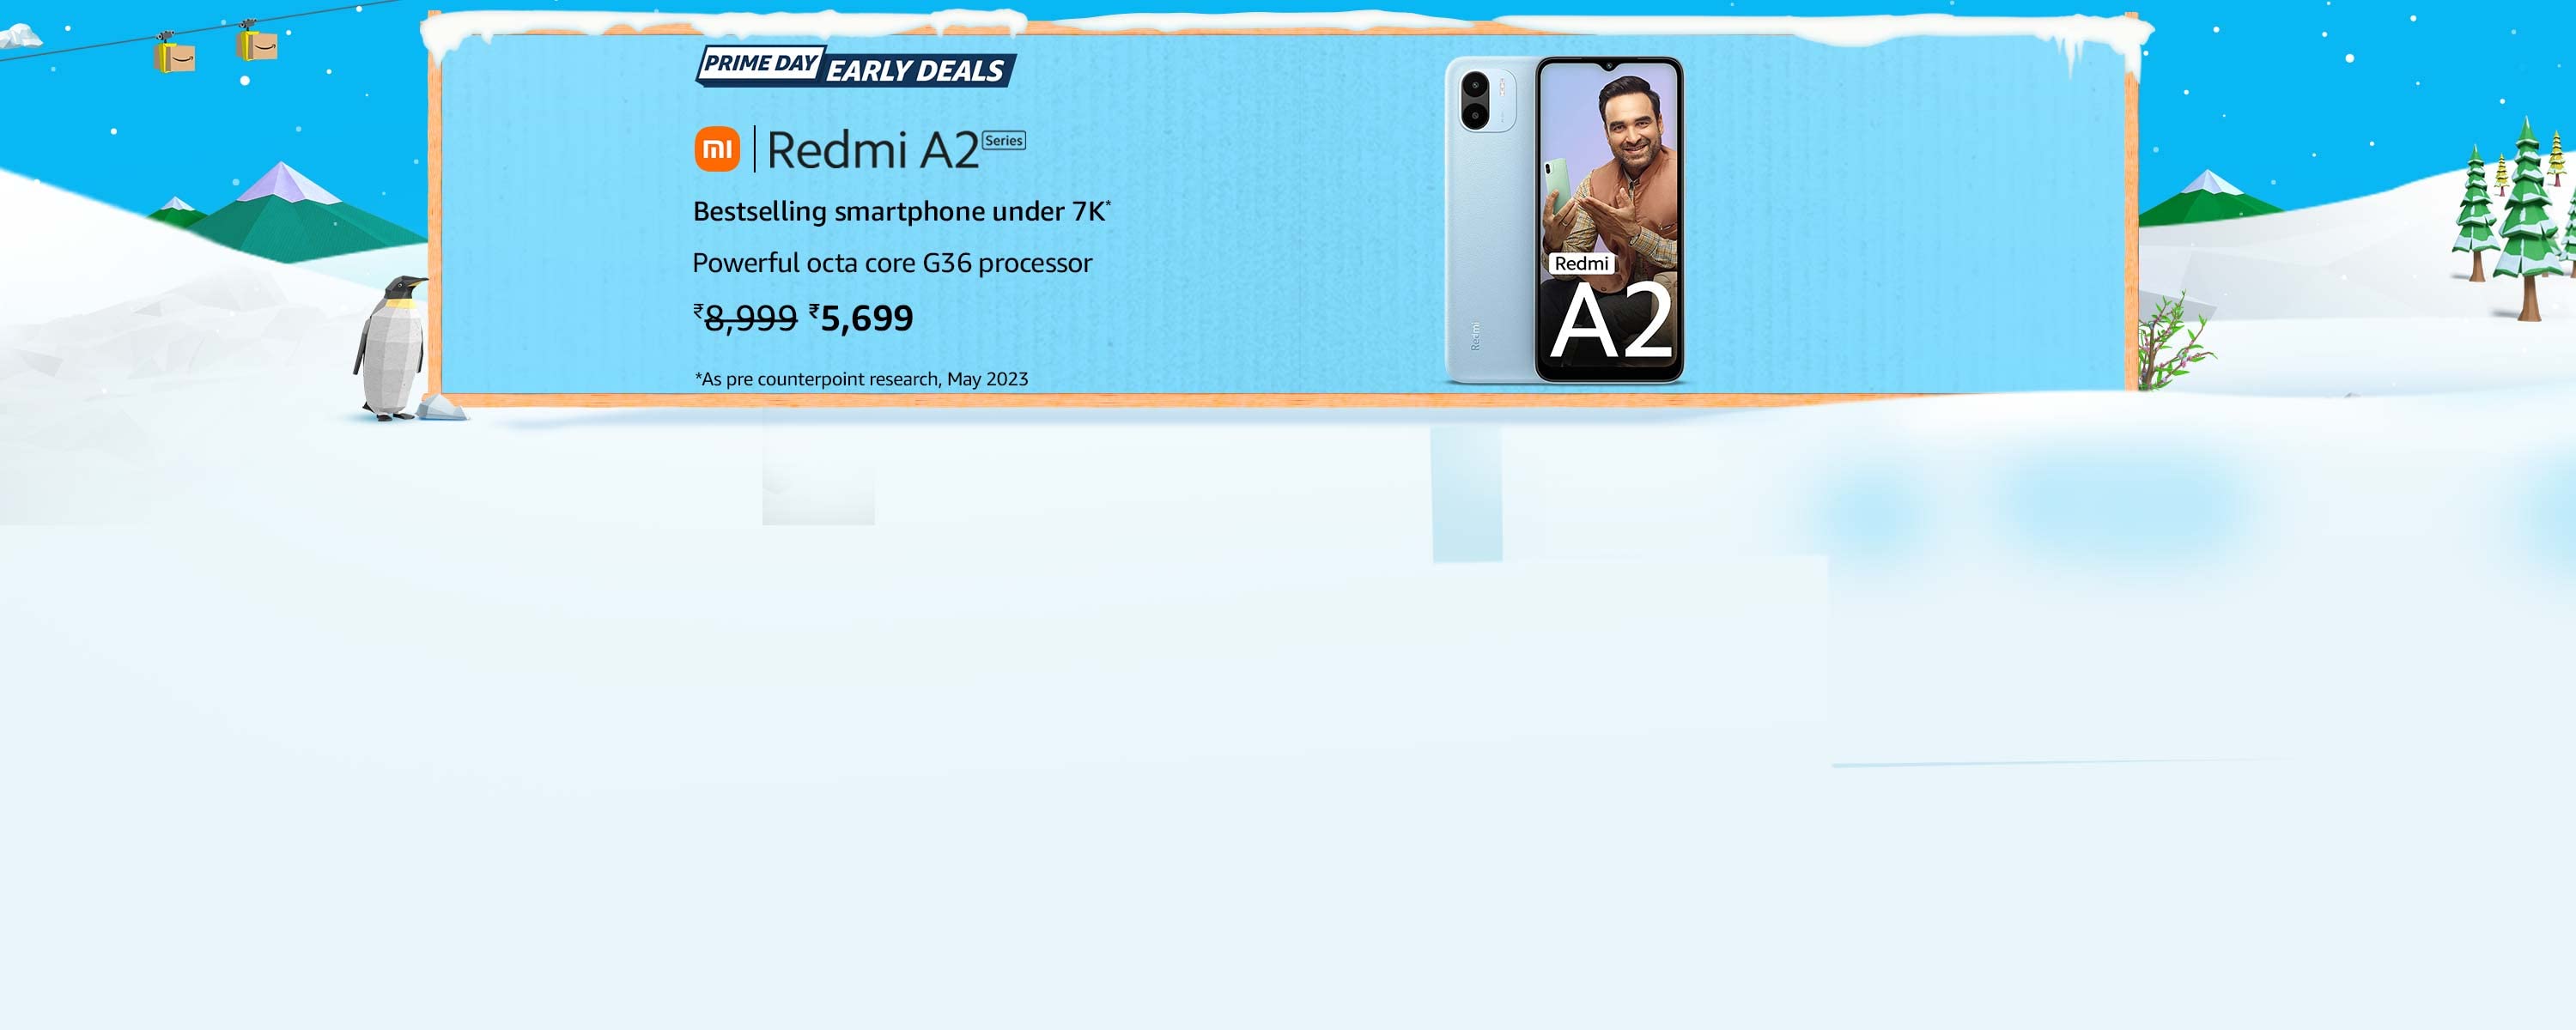 PRIME DAY EARLY DEALS
mi | Redmi A2 Series
Bestselling smartphone under 7K*
Powerful octa core G36 processor
₹8,999 ₹5,699
*As pre counterpoint research, May 2023
Redmi
Redmi
A2